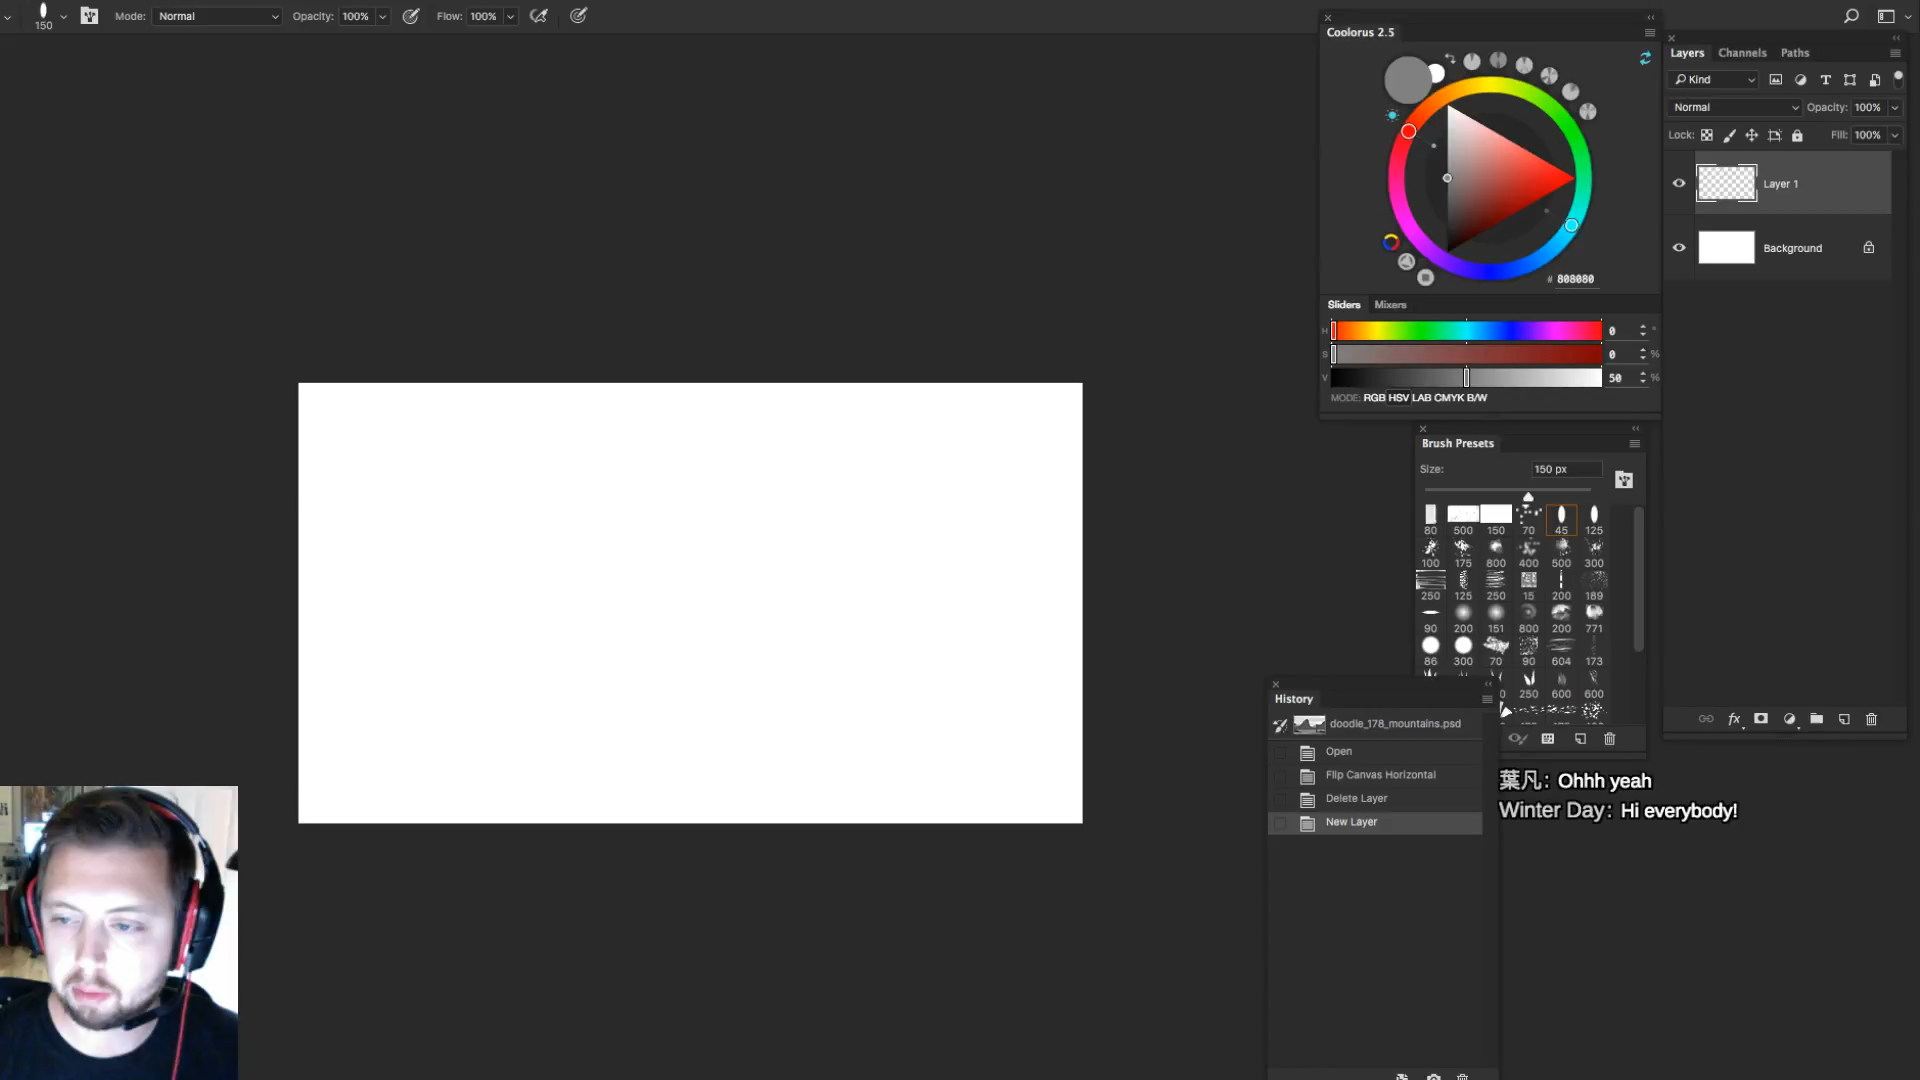 150
Mode: Normal Opacity: 100% Flow: 100%
Coolorus 2.5
# 808080
Sliders Mixers
H 0 °
S 0 %
V 50 %
MODE: RGB HSV LAB CMYK B/W
Layers Channels Paths
Kind
Normal Opacity: 100%
Lock: Fill: 100%
Layer 1
Background
fx
Brush Presets
Size: 150 px
80 500 150 70 45 125
100 175 800 400 500 300
250 125 250 15 200 189
90 200 151 800 200 771
86 300 70 90 604 173
250 600 600
History
doodle_178_mountains.psd
Open
Flip Canvas Horizontal
Delete Layer
New Layer
葉凡: Ohhh yeah
Winter Day: Hi everybody!